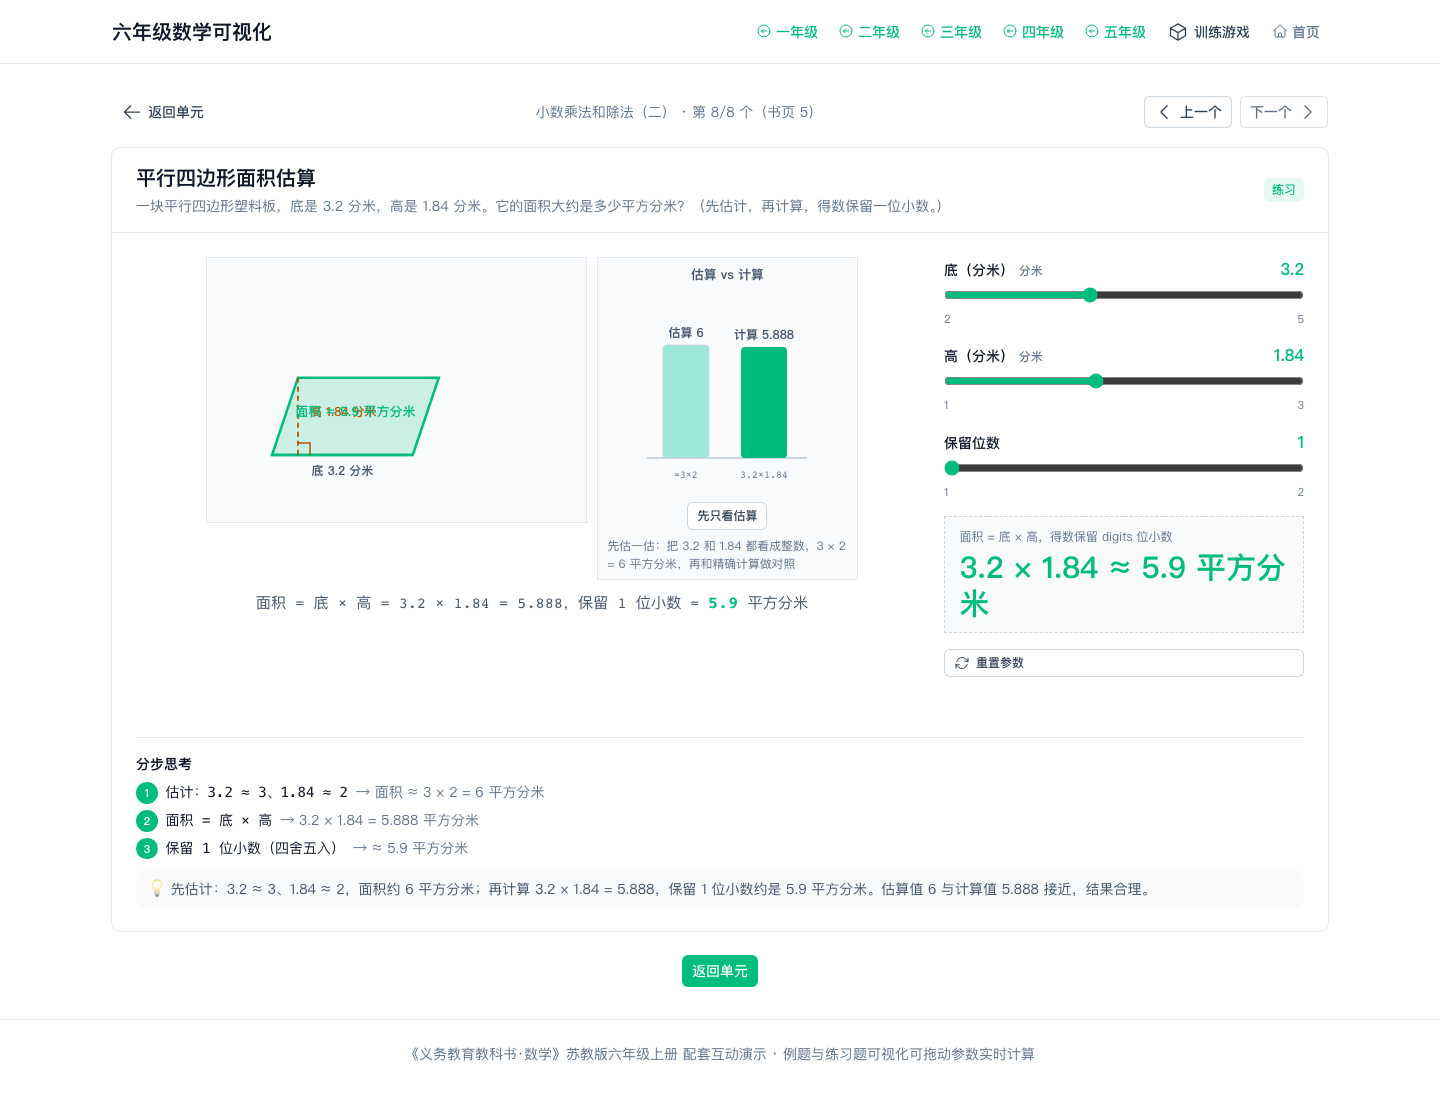 六年级数学可视化
一年级 二年级 三年级 四年级 五年级 训练游戏 首页
返回单元
小数乘法和除法（二） · 第 8/8 个（书页 5）
上一个 下一个
平行四边形面积估算
一块平行四边形塑料板，底是 3.2 分米，高是 1.84 分米。它的面积大约是多少平方分米？（先估计，再计算，得数保留一位小数。）
练习
面积 ≈ 5.9 平方分米
高 1.84 分米
底 3.2 分米
估算 vs 计算
估算 6
计算 5.888
≈3×2
3.2×1.84
先只看估算
先估一估：把 3.2 和 1.84 都看成整数，3 × 2
= 6 平方分米，再和精确计算做对照
面积 = 底 × 高 = 3.2 × 1.84 = 5.888，保留 1 位小数 ≈ 5.9 平方分米
底（分米） 分米 3.2
2 5
高（分米） 分米 1.84
1 3
保留位数 1
1 2
面积 = 底 × 高，得数保留 digits 位小数
3.2 × 1.84 ≈ 5.9 平方分
米
重置参数
分步思考
1 估计：3.2 ≈ 3、1.84 ≈ 2 → 面积 ≈ 3 × 2 = 6 平方分米
2 面积 = 底 × 高 → 3.2 × 1.84 = 5.888 平方分米
3 保留 1 位小数（四舍五入） → ≈ 5.9 平方分米
先估计：3.2 ≈ 3、1.84 ≈ 2，面积约 6 平方分米；再计算 3.2 × 1.84 = 5.888，保留 1 位小数约是 5.9 平方分米。估算值 6 与计算值 5.888 接近，结果合理。
返回单元
《义务教育教科书·数学》苏教版六年级上册 配套互动演示 · 例题与练习题可视化可拖动参数实时计算